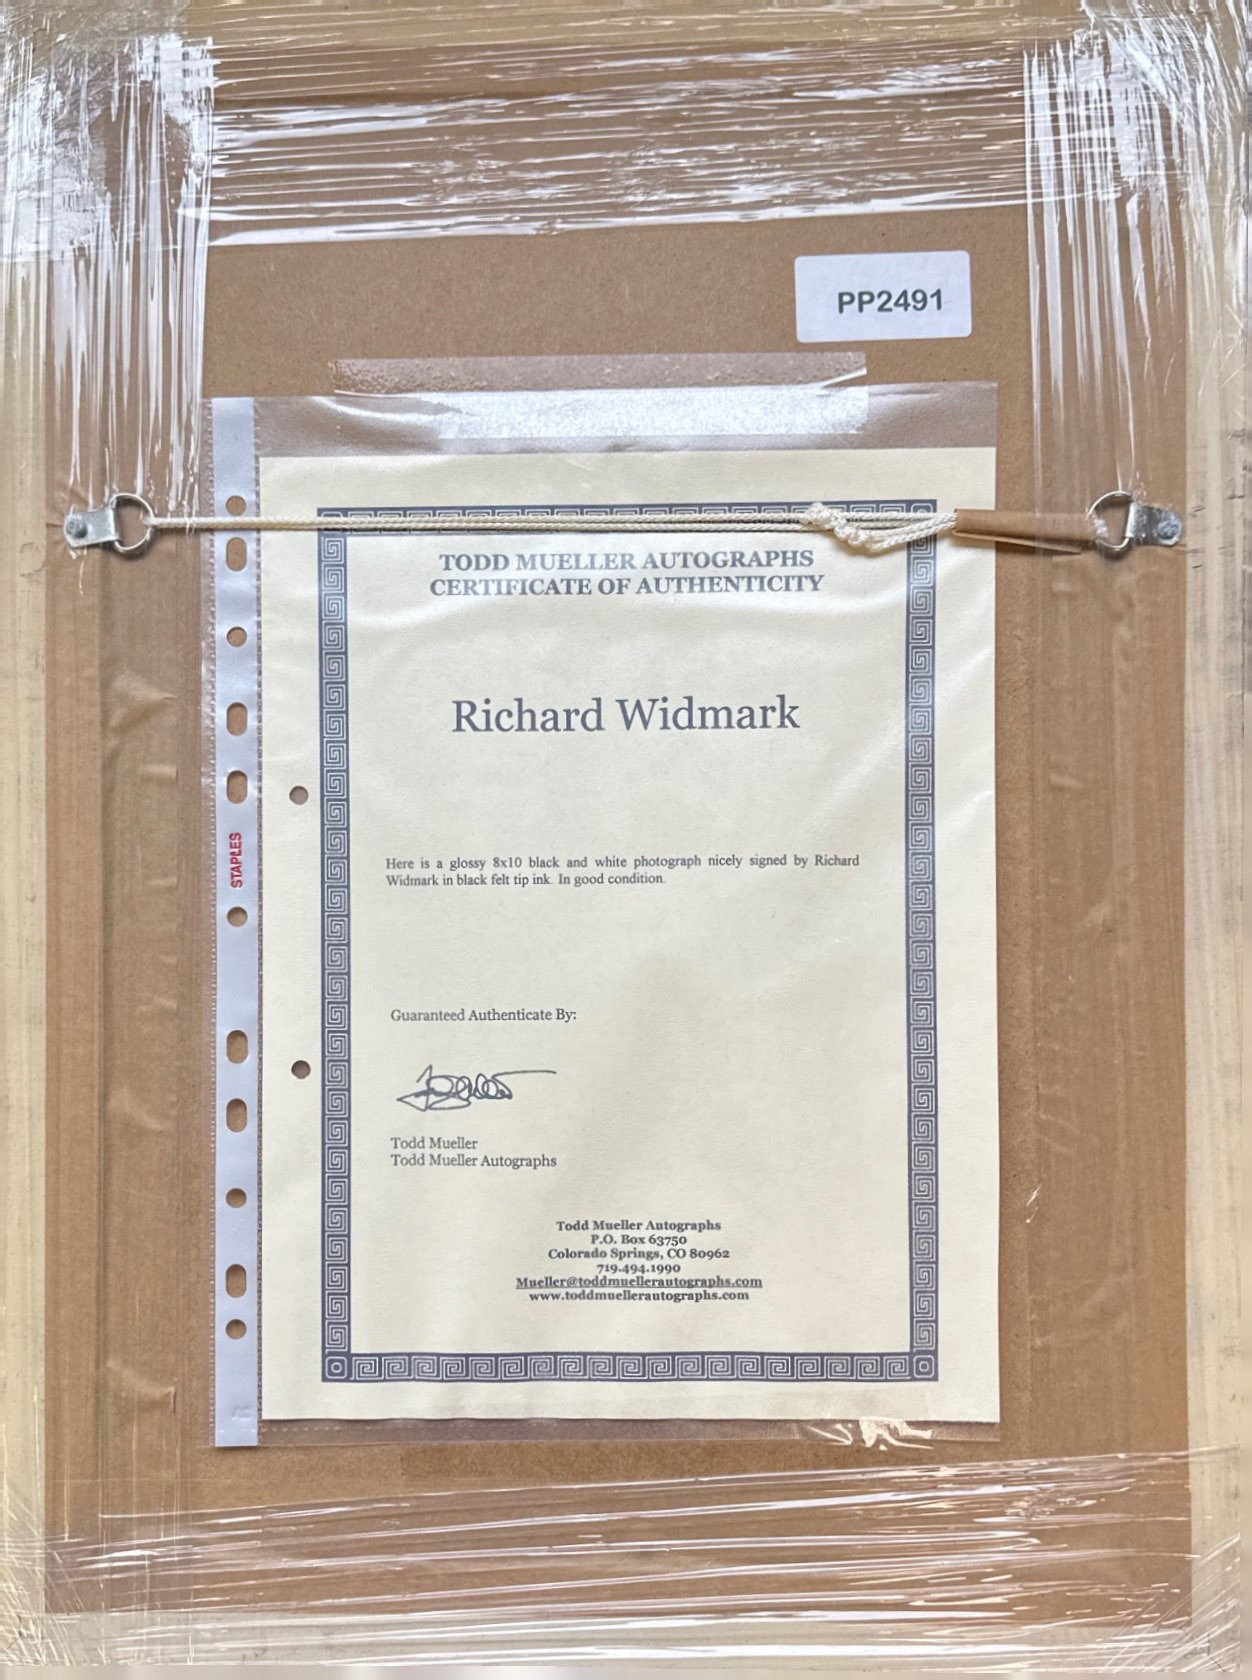 PP2491
TODD MUELLER AUTOGRAPHS
CERTIFICATE OF AUTHENTICITY
Richard Widmark
STAPLES
Here is a glossy 8x10 black and white photograph nicely signed by Richard
Widmark in black felt tip ink. In good condition.
Guaranteed Authenticate By:
Todd Mueller
Todd Mueller Autographs
Todd Mueller Autographs
P.O. Box 63750
Colorado Springs, CO 80962
719.494.1990
Mueller@toddmuellerautographs.com
www.toddmuellerautographs.com